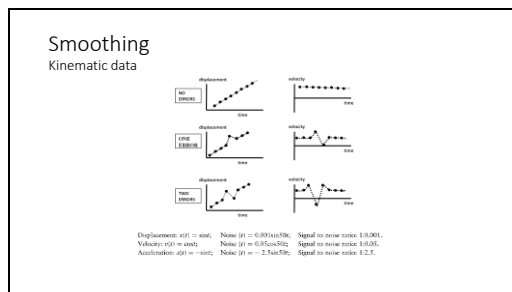 Smoothing
Kinematic data
displacement
velocity
NO
ERRORS
time
time
displacement
velocity
ONE
ERROR
time
time
displacement
velocity
TWO
ERRORS
time
time
Displacement: x(t) = sint; Noise (t) = 0.001sin50t; Signal to noise ratio: 1:0.001.
Velocity: v(t) = cost; Noise (t) = 0.05cos50t; Signal to noise ratio: 1:0.05.
Acceleration: a(t) = −sint; Noise (t) = − 2.5sin50t; Signal to noise ratio: 1:2.5.